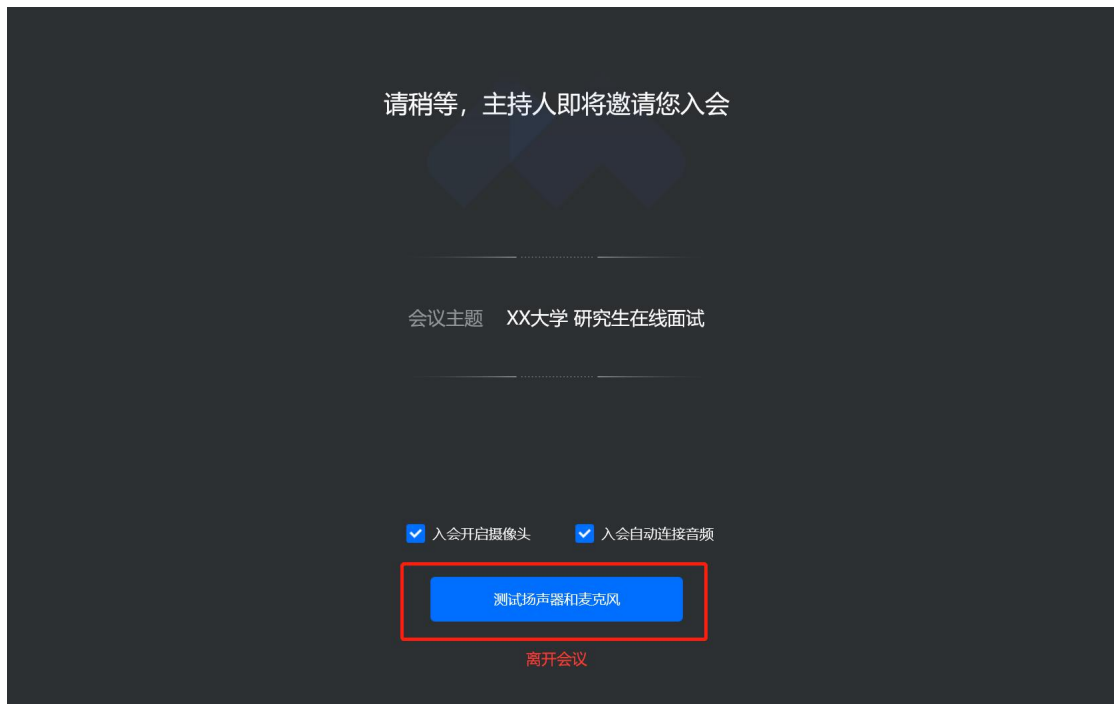 请稍等，主持人即将邀请您入会
会议主题 XX大学 研究生在线面试
入会开启摄像头 入会自动连接音频
测试扬声器和麦克风
离开会议